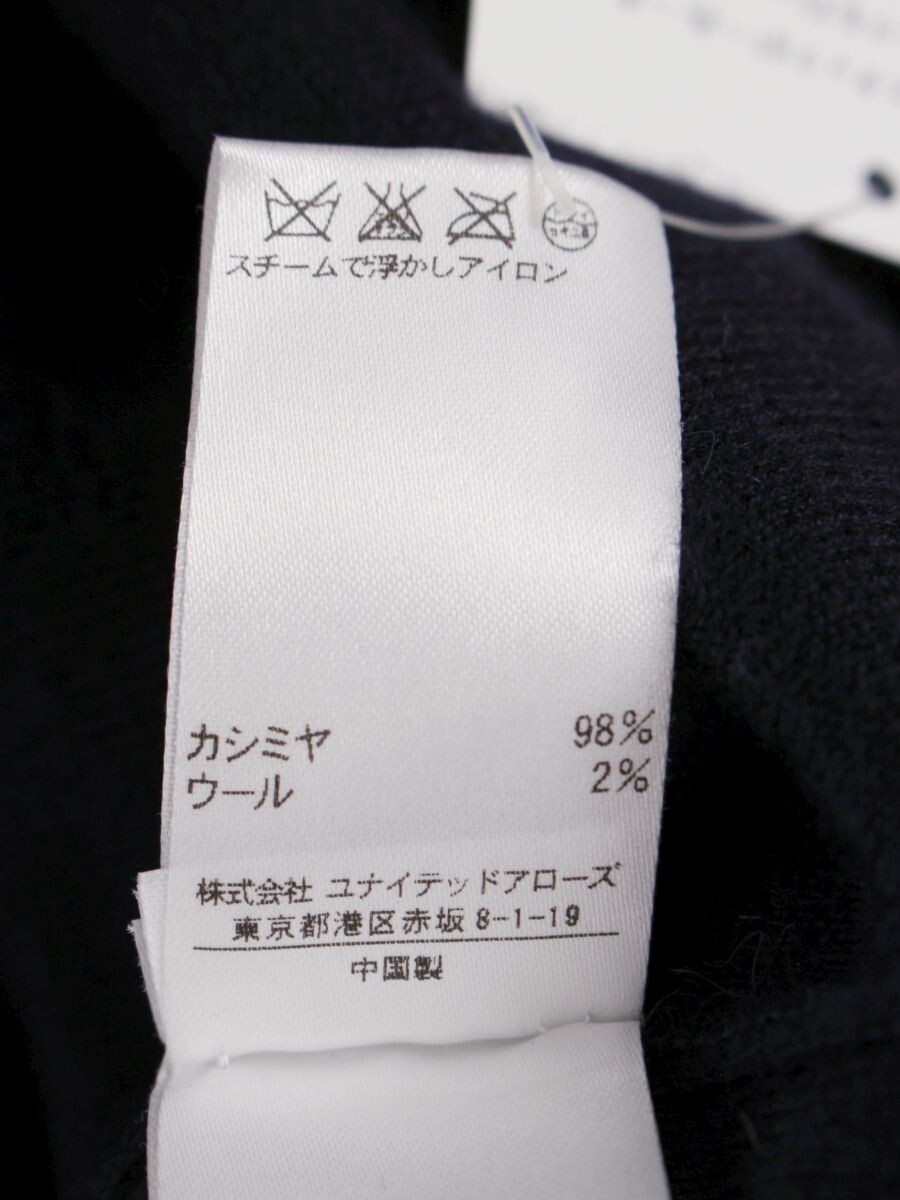 スチームで浮かしアイロン
カシミヤ 98%
ウール 2%
株式会社 ユナイテッドアローズ
東京都港区赤坂8-1-19
中国製